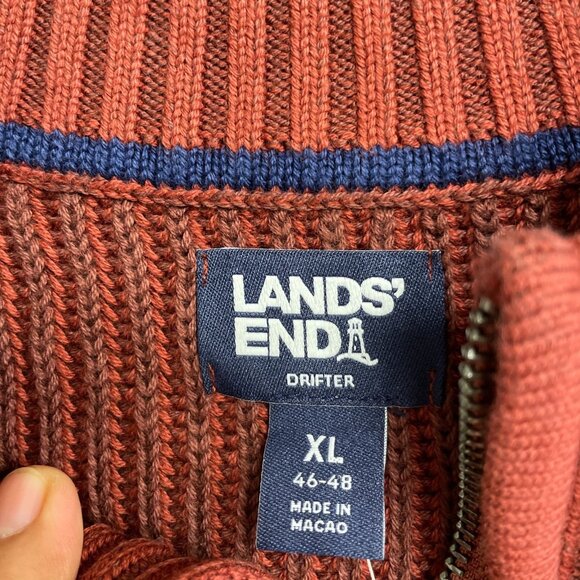 LANDS'
END
DRIFTER
XL
46-48
MADE IN
MACAO